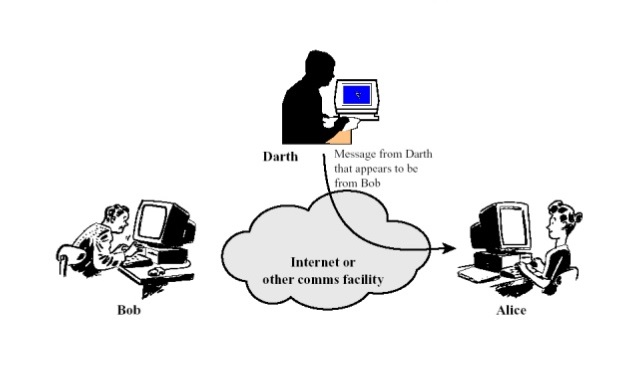 Darth
Message from Darth
that appears to be
from Bob
Internet or
other comms facility
Bob
Alice